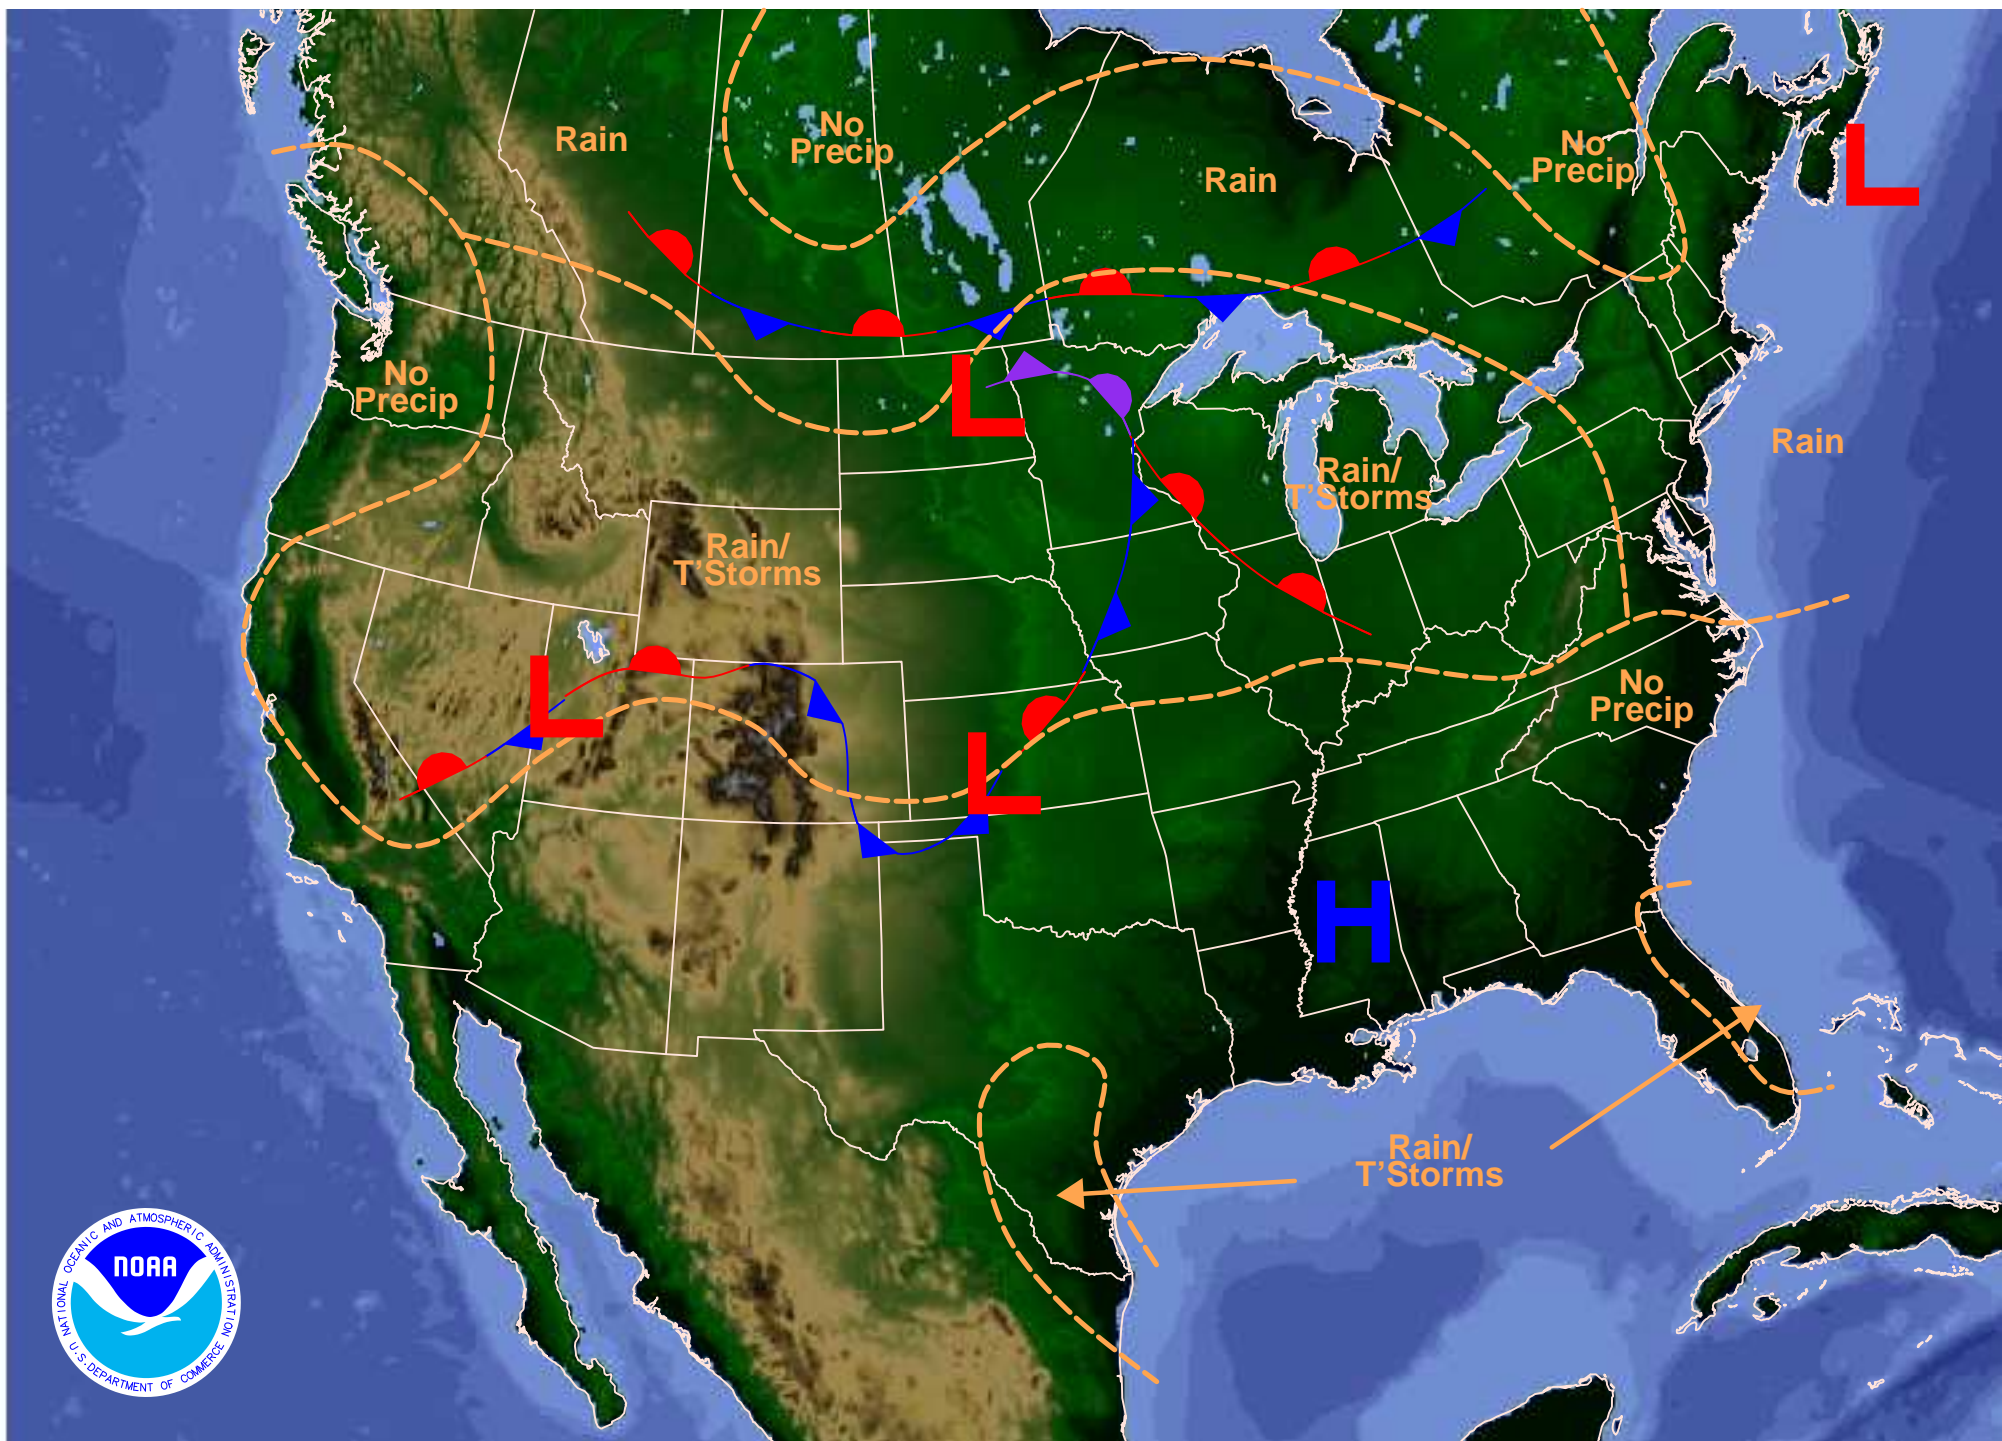 No
Precip
Rain
No
Precip
Rain
L
No
Precip
L
Rain
Rain/
T'Storms
Rain/
T'Storms
L
No
Precip
L
H
Rain/
T'Storms
NOAA
NATIONAL OCEANIC AND ATMOSPHERIC ADMINISTRATION
U.S. DEPARTMENT OF COMMERCE